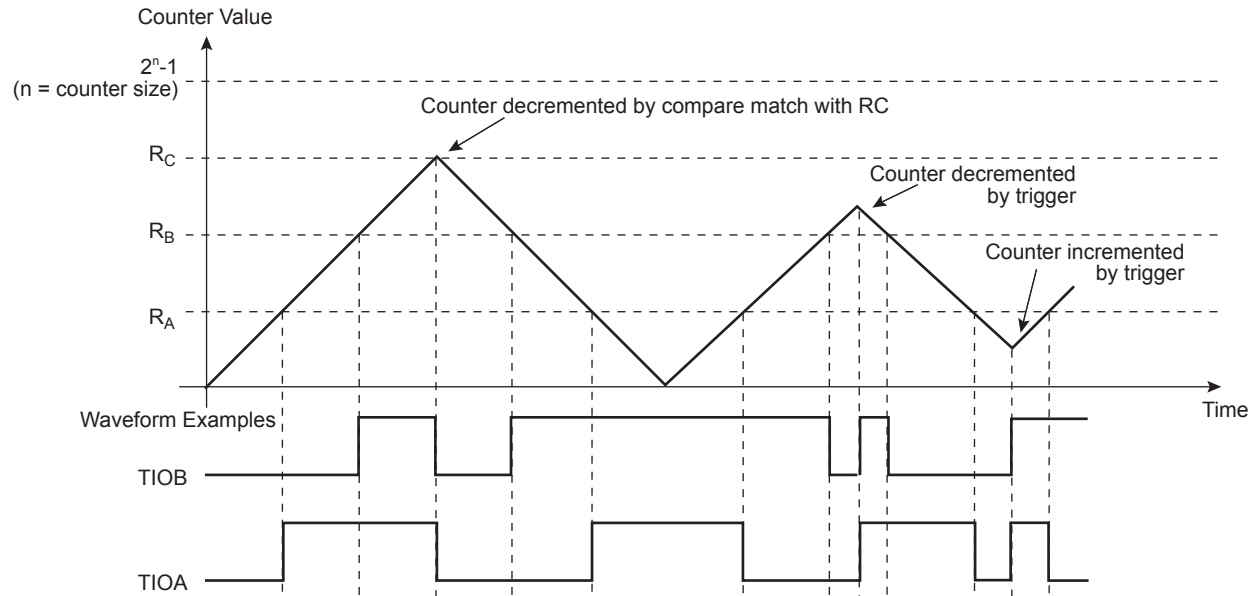 Counter Value
2ⁿ-1
(n = counter size)
Counter decremented by compare match with RC
R_C
Counter decremented
by trigger
R_B
Counter incremented
by trigger
R_A
Time
Waveform Examples
TIOB
TIOA